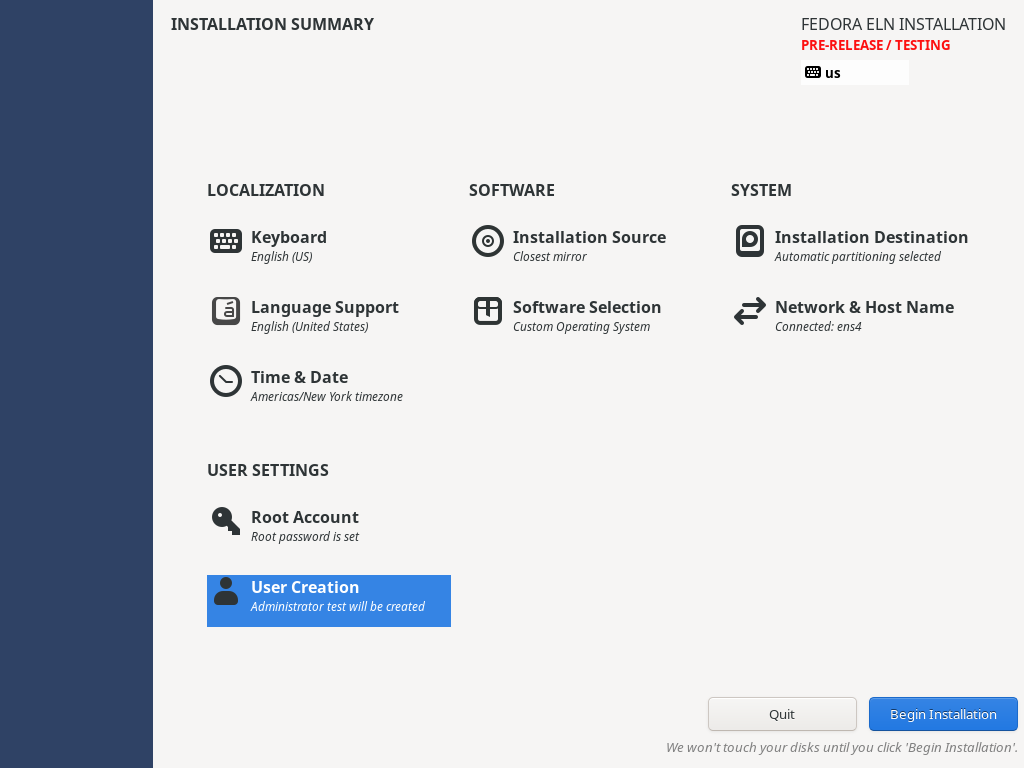 INSTALLATION SUMMARY
FEDORA ELN INSTALLATION
PRE-RELEASE / TESTING
us
LOCALIZATION
Keyboard
English (US)
Language Support
English (United States)
Time & Date
Americas/New York timezone
SOFTWARE
Installation Source
Closest mirror
Software Selection
Custom Operating System
SYSTEM
Installation Destination
Automatic partitioning selected
Network & Host Name
Connected: ens4
USER SETTINGS
Root Account
Root password is set
User Creation
Administrator test will be created
Quit
Begin Installation
We won't touch your disks until you click 'Begin Installation'.